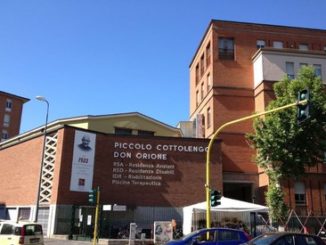 PICCOLO COTTOLENGO
DON ORIONE
RSA - Residenza Anziani
RSD - Residenza Disabili
IDR - Riabilitazione
Piscina Terapeutica